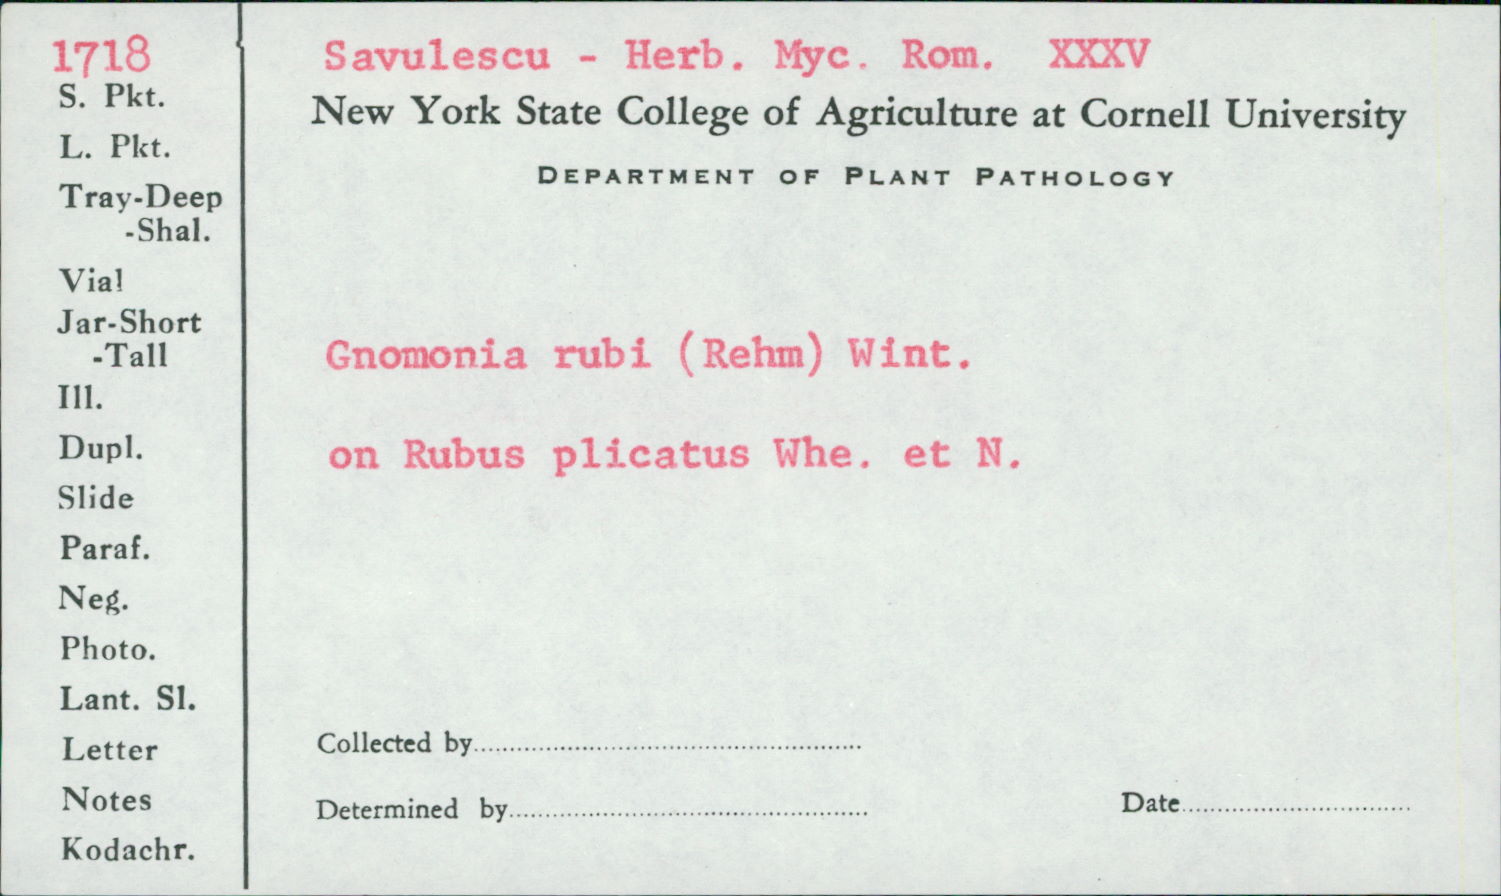 1718
S. Pkt.
L. Pkt.
Tray-Deep
-Shal.
Vial
Jar-Short
-Tall
Ill.
Dupl.
Slide
Paraf.
Neg.
Photo.
Lant. Sl.
Letter
Notes
Kodachr.
Savulescu - Herb. Myc. Rom. XXXV
New York State College of Agriculture at Cornell University
DEPARTMENT OF PLANT PATHOLOGY
Gnomonia rubi (Rehm) Wint.
on Rubus plicatus Whe. et N.
Collected by
Determined by
Date